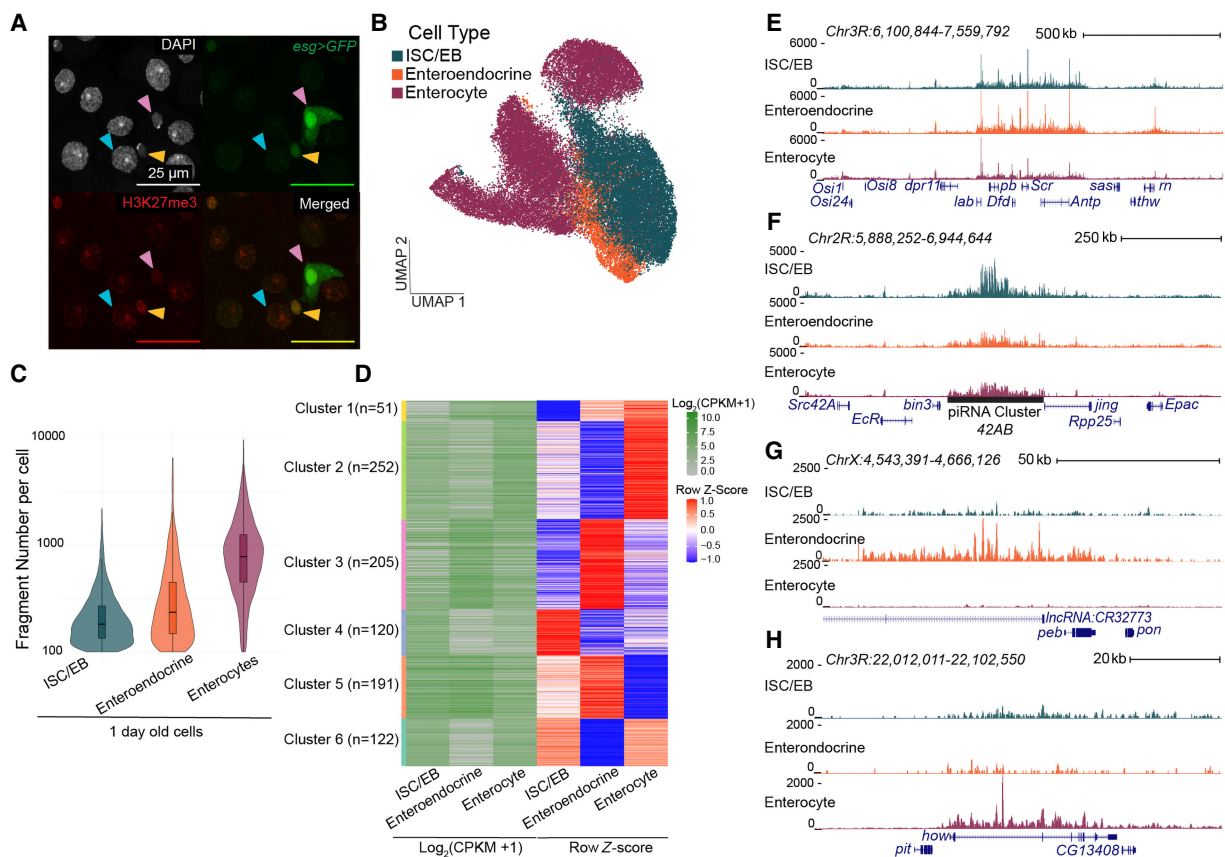 A
DAPI
esg>GFP
25 µm
H3K27me3
Merged
B
Cell Type
ISC/EB
Enteroendocrine
Enterocyte
UMAP 2
UMAP 1
C
Fragment Number per cell
10000
1000
100
ISC/EB
Enteroendocrine
Enterocytes
1 day old cells
D
Cluster 1(n=51)
Cluster 2 (n=252)
Cluster 3 (n=205)
Cluster 4 (n=120)
Cluster 5 (n=191)
Cluster 6 (n=122)
ISC/EB
Enteroendocrine
Enterocyte
ISC/EB
Enteroendocrine
Enterocyte
Log2(CPKM +1)
Row Z-score
Log2(CPKM+1)
10.0
7.5
5.0
2.5
0.0
Row Z-Score
1.0
0.5
0.0
−0.5
−1.0
E
Chr3R:6,100,844-7,559,792
500 kb
6000
ISC/EB
0
6000
Enteroendocrine
0
6000
Enterocyte
0
Osi1
Osi8
dpr11
pb
Scr
sas
rn
Osi24
lab
Dfd
Antp
thw
F
Chr2R:5,888,252-6,944,644
250 kb
5000
ISC/EB
0
5000
Enteroendocrine
0
5000
Enterocyte
0
Src42A
bin3
piRNA Cluster
42AB
jing
Epac
EcR
Rpp25
G
ChrX:4,543,391-4,666,126
50 kb
2500
ISC/EB
0
2500
Enterondocrine
0
2500
Enterocyte
0
lncRNA:CR32773
peb
pon
H
Chr3R:22,012,011-22,102,550
20 kb
2000
ISC/EB
0
2000
Enterondocrine
0
2000
Enterocyte
0
how
pit
CG13408